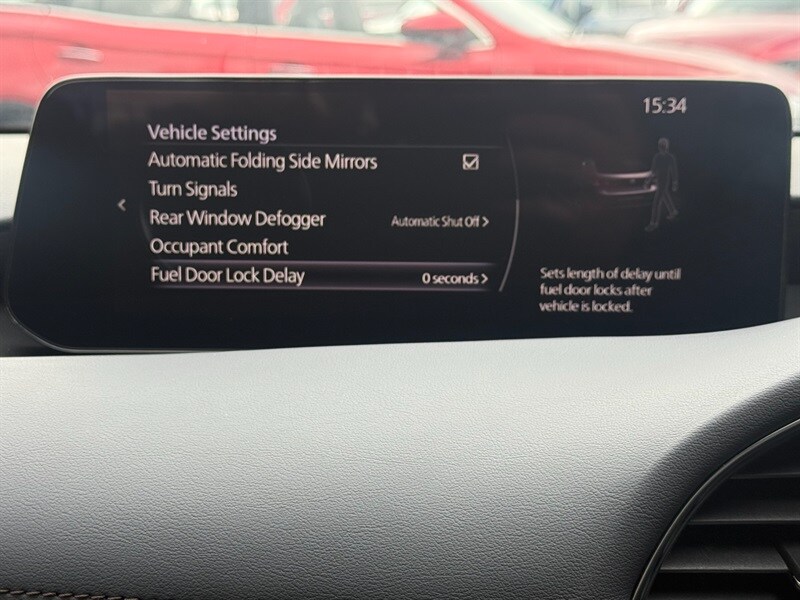 15:34
Vehicle Settings
Automatic Folding Side Mirrors
Turn Signals
Rear Window Defogger Automatic Shut Off >
Occupant Comfort
Fuel Door Lock Delay 0 seconds >
Sets length of delay until
fuel door locks after
vehicle is locked.